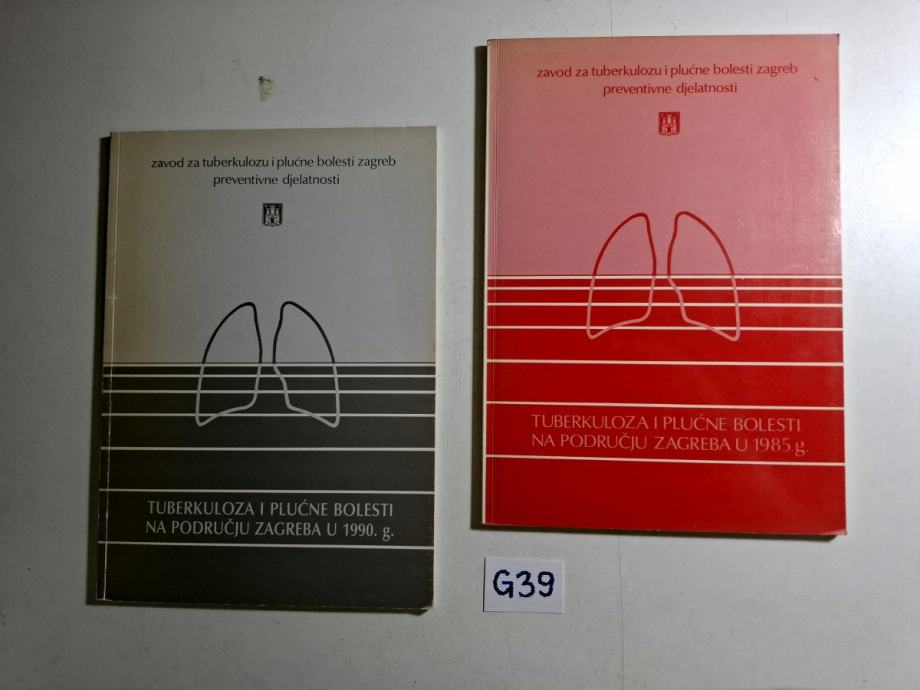 zavod za tuberkulozu i plućne bolesti zagreb
preventivne djelatnosti
TUBERKULOZA I PLUĆNE BOLESTI
NA PODRUČJU ZAGREBA U 1990. g.
zavod za tuberkulozu i plućne bolesti zagreb
preventivne djelatnosti
TUBERKULOZA I PLUĆNE BOLESTI
NA PODRUČJU ZAGREBA U 1985.g.
G39